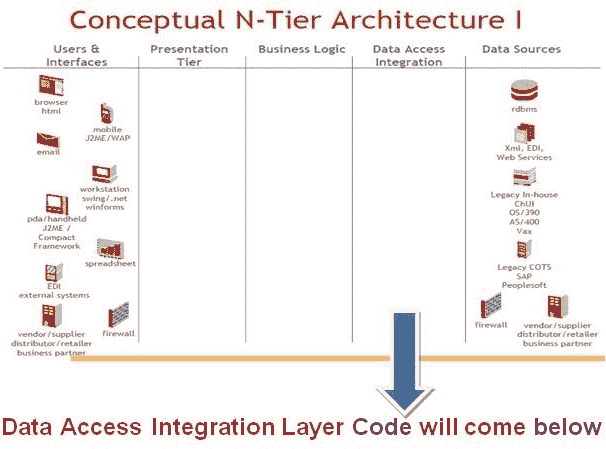 Conceptual N-Tier Architecture I
Users &
Interfaces
Presentation
Tier
Business Logic
Data Access
Integration
Data Sources
browser
html
mobile
J2ME/WAP
email
workstation
swing/.net
winforms
pda/handheld
J2ME /
Compact
Framework
spreadsheet
EDI
external systems
vendor/supplier
distributor/retailer
business partner
firewall
rdbms
Xml, EDI,
Web Services
Legacy In-house
ChUI
OS/390
AS/400
Vax
Legacy COTS
SAP
Peoplesoft
firewall
vendor/supplier
distributor/retailer
business partner
Data Access Integration Layer Code will come below